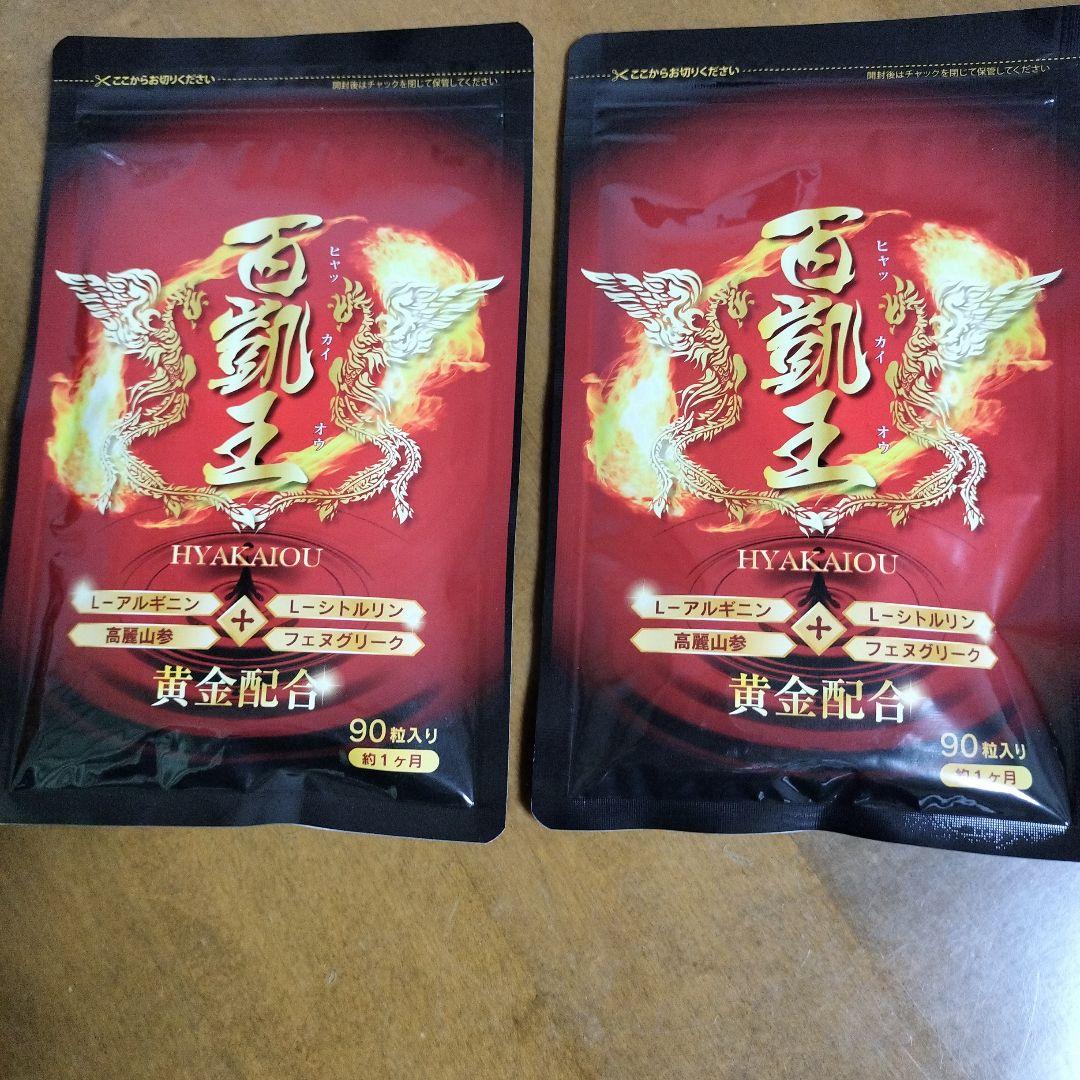 ここからお切りください
開封後はチャックを閉じて保管してください
百凱王
ヒャッ カイ オウ
HYAKAIOU
L-アルギニン
L-シトルリン
+
高麗山参
フェヌグリーク
黄金配合
90粒入り
約1ヶ月
ここからお切りください
開封後はチャックを閉じて保管してください
百凱王
ヒャッ カイ オウ
HYAKAIOU
L-アルギニン
L-シトルリン
+
高麗山参
フェヌグリーク
黄金配合
90粒入り
約1ヶ月